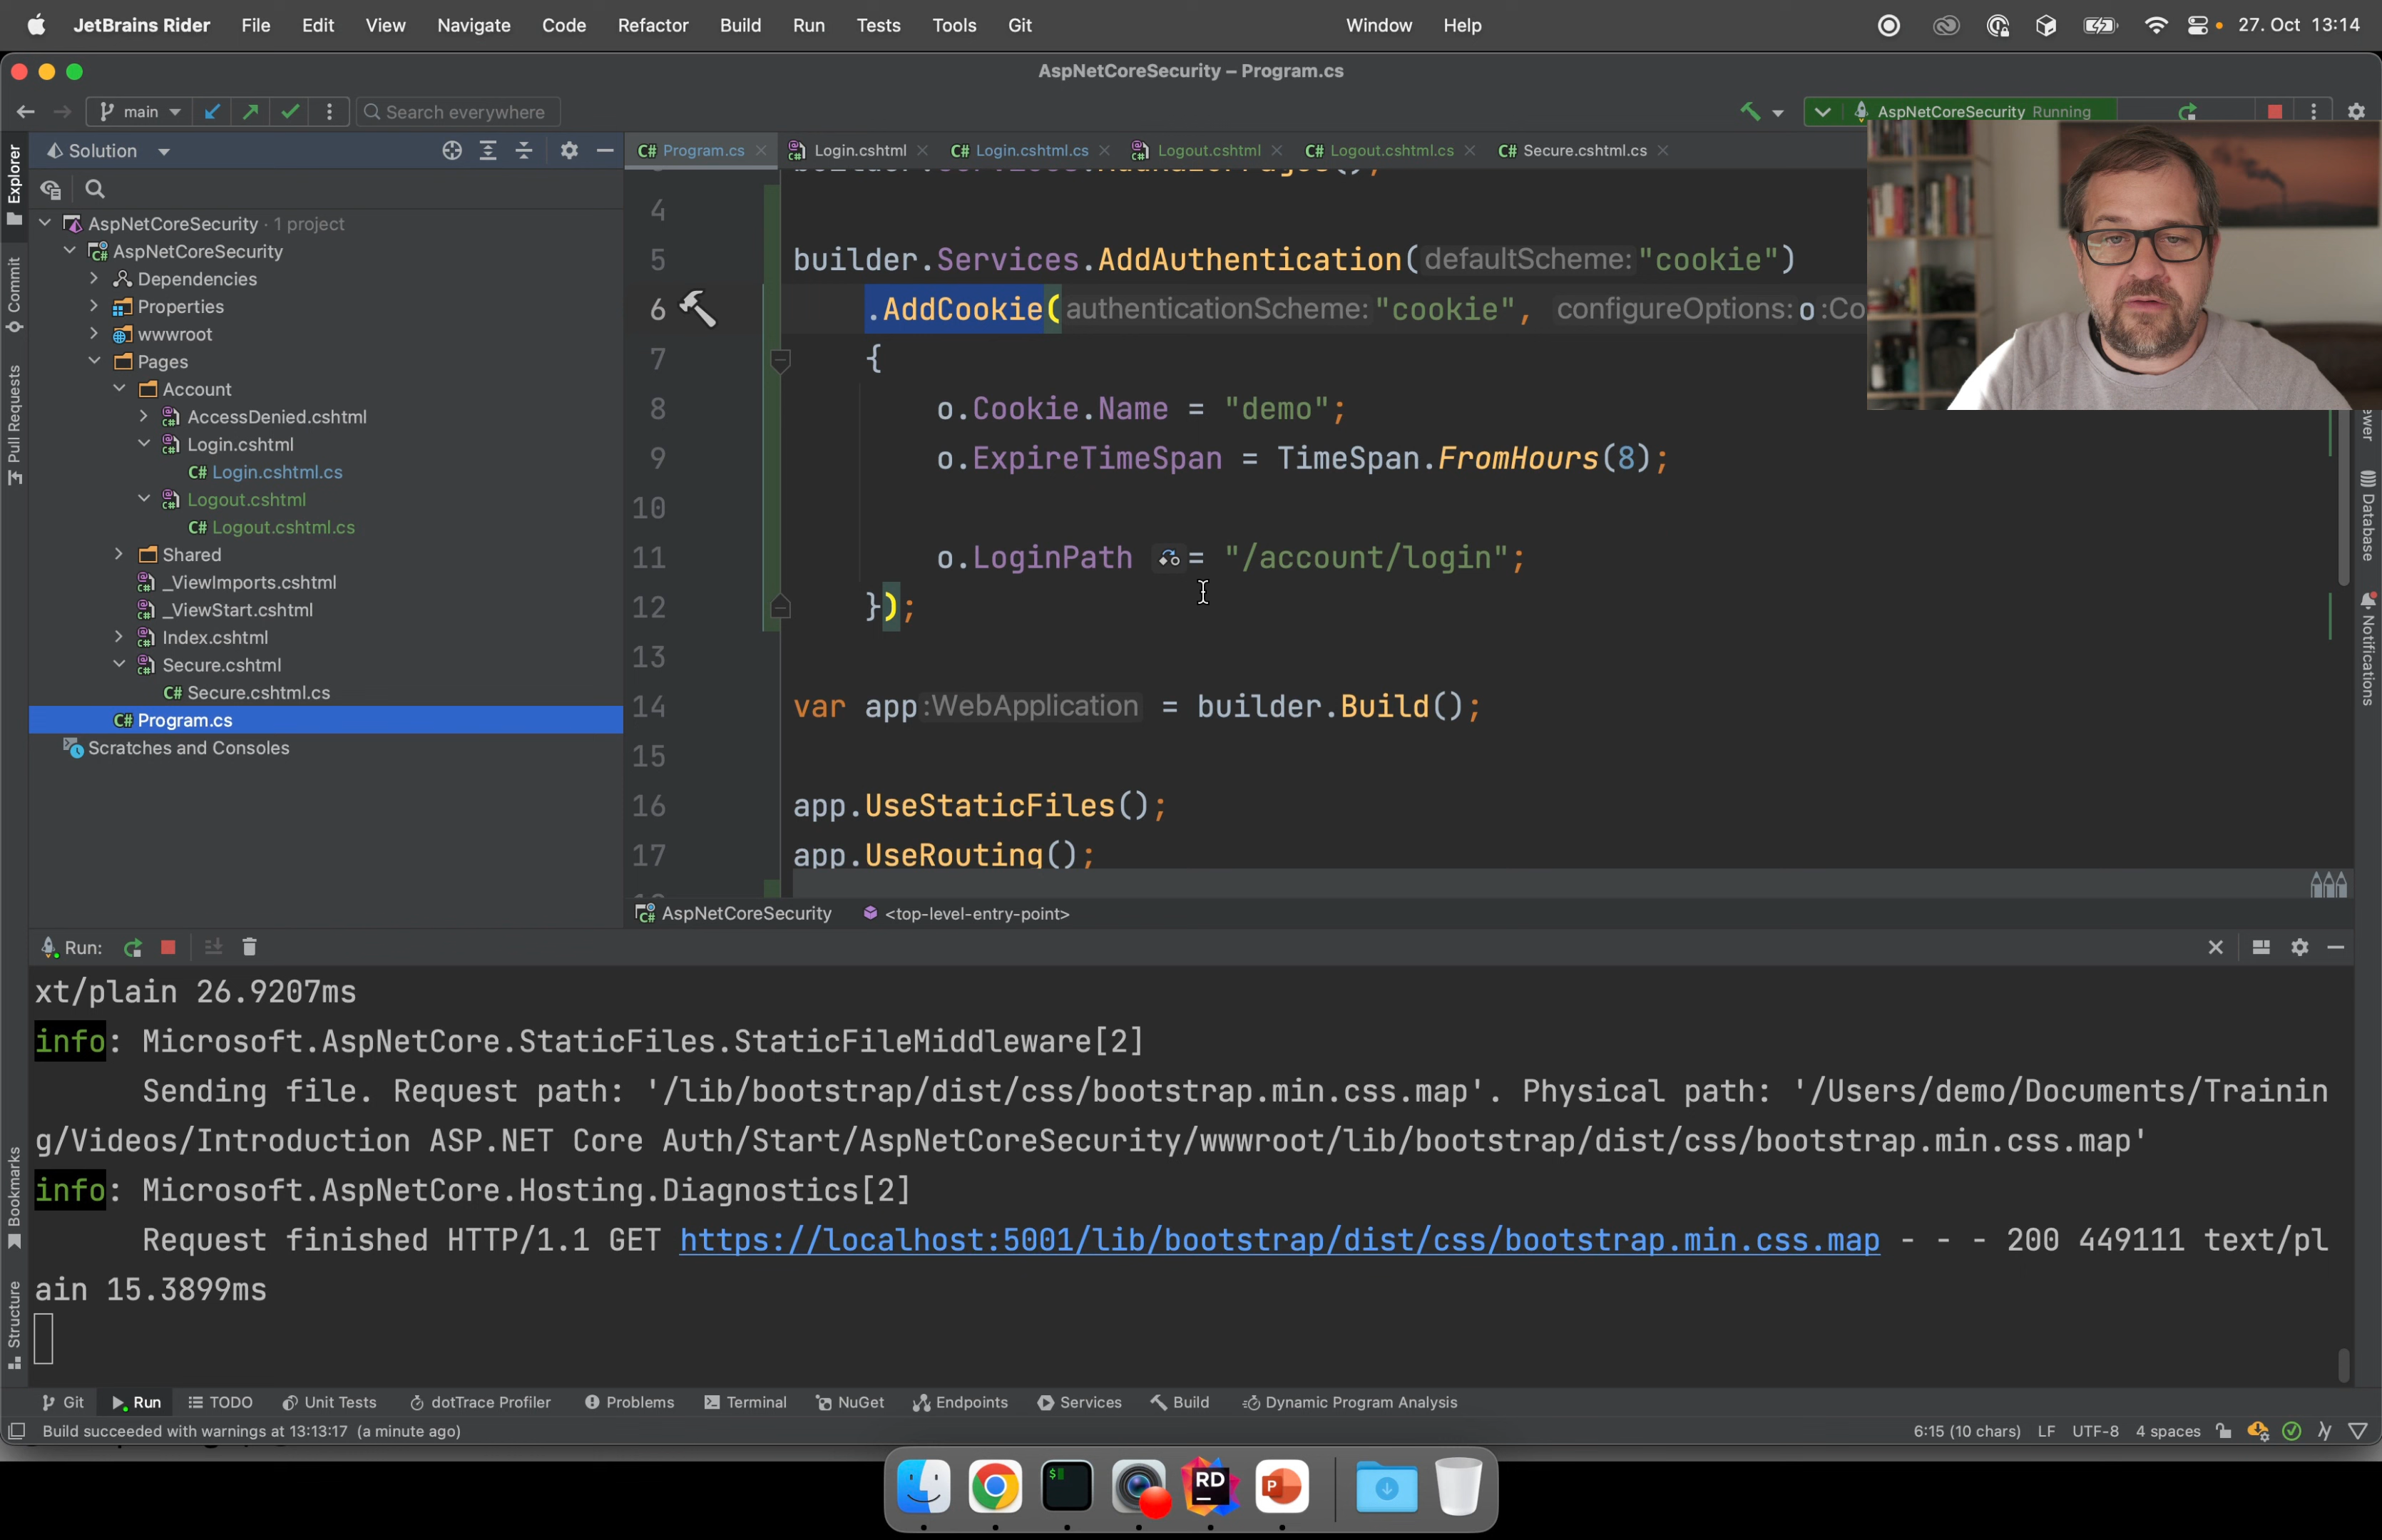 JetBrains Rider File Edit View Navigate Code Refactor Build Run Tests Tools Git Window Help 27. Oct 13:14
AspNetCoreSecurity – Program.cs
main Search everywhere AspNetCoreSecurity Running
Solution
Program.cs Login.cshtml Login.cshtml.cs Logout.cshtml Logout.cshtml.cs Secure.cshtml.cs
Explorer
Commit
Pull Requests
Bookmarks
Structure
AspNetCoreSecurity · 1 project
AspNetCoreSecurity
Dependencies
Properties
wwwroot
Pages
Account
AccessDenied.cshtml
Login.cshtml
C# Login.cshtml.cs
Logout.cshtml
C# Logout.cshtml.cs
Shared
_ViewImports.cshtml
_ViewStart.cshtml
Index.cshtml
Secure.cshtml
C# Secure.cshtml.cs
C# Program.cs
Scratches and Consoles
4
5 builder.Services.AddAuthentication(defaultScheme: "cookie")
6 .AddCookie(authenticationScheme: "cookie", configureOptions: o :Co
7 {
8 o.Cookie.Name = "demo";
9 o.ExpireTimeSpan = TimeSpan.FromHours(8);
10
11 o.LoginPath = "/account/login";
12 });
13
14 var app :WebApplication = builder.Build();
15
16 app.UseStaticFiles();
17 app.UseRouting();
Database
Notifications
AspNetCoreSecurity <top-level-entry-point>
Run:
xt/plain 26.9207ms
info: Microsoft.AspNetCore.StaticFiles.StaticFileMiddleware[2]
Sending file. Request path: '/lib/bootstrap/dist/css/bootstrap.min.css.map'. Physical path: '/Users/demo/Documents/Trainin
g/Videos/Introduction ASP.NET Core Auth/Start/AspNetCoreSecurity/wwwroot/lib/bootstrap/dist/css/bootstrap.min.css.map'
info: Microsoft.AspNetCore.Hosting.Diagnostics[2]
Request finished HTTP/1.1 GET https://localhost:5001/lib/bootstrap/dist/css/bootstrap.min.css.map - - - 200 449111 text/pl
ain 15.3899ms
Git Run TODO Unit Tests dotTrace Profiler Problems Terminal NuGet Endpoints Services Build Dynamic Program Analysis
Build succeeded with warnings at 13:13:17 (a minute ago) 6:15 (10 chars) LF UTF-8 4 spaces
RD
P